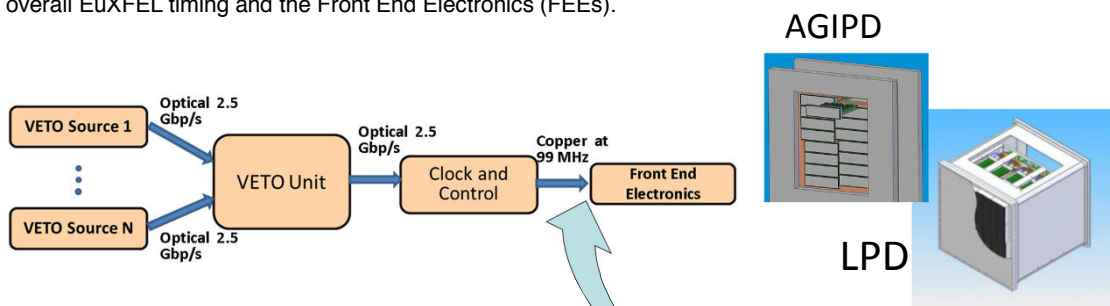 overall EuXFEL timing and the Front End Electronics (FEEs).
AGIPD
Optical 2.5
Gbp/s
VETO Source 1
VETO Unit
Optical 2.5
Gbp/s
Clock and
Control
Copper at
99 MHz
Front End
Electronics
VETO Source N
Optical 2.5
Gbp/s
LPD